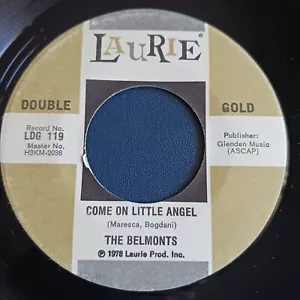 LAURIE®
DOUBLE GOLD
Record No.
LDG 119
Master No.
H3KM-2038
Publisher:
Glenden Music
(ASCAP)
COME ON LITTLE ANGEL
(Maresca, Bogdani)
THE BELMONTS
℗ 1978 Laurie Prod. Inc.